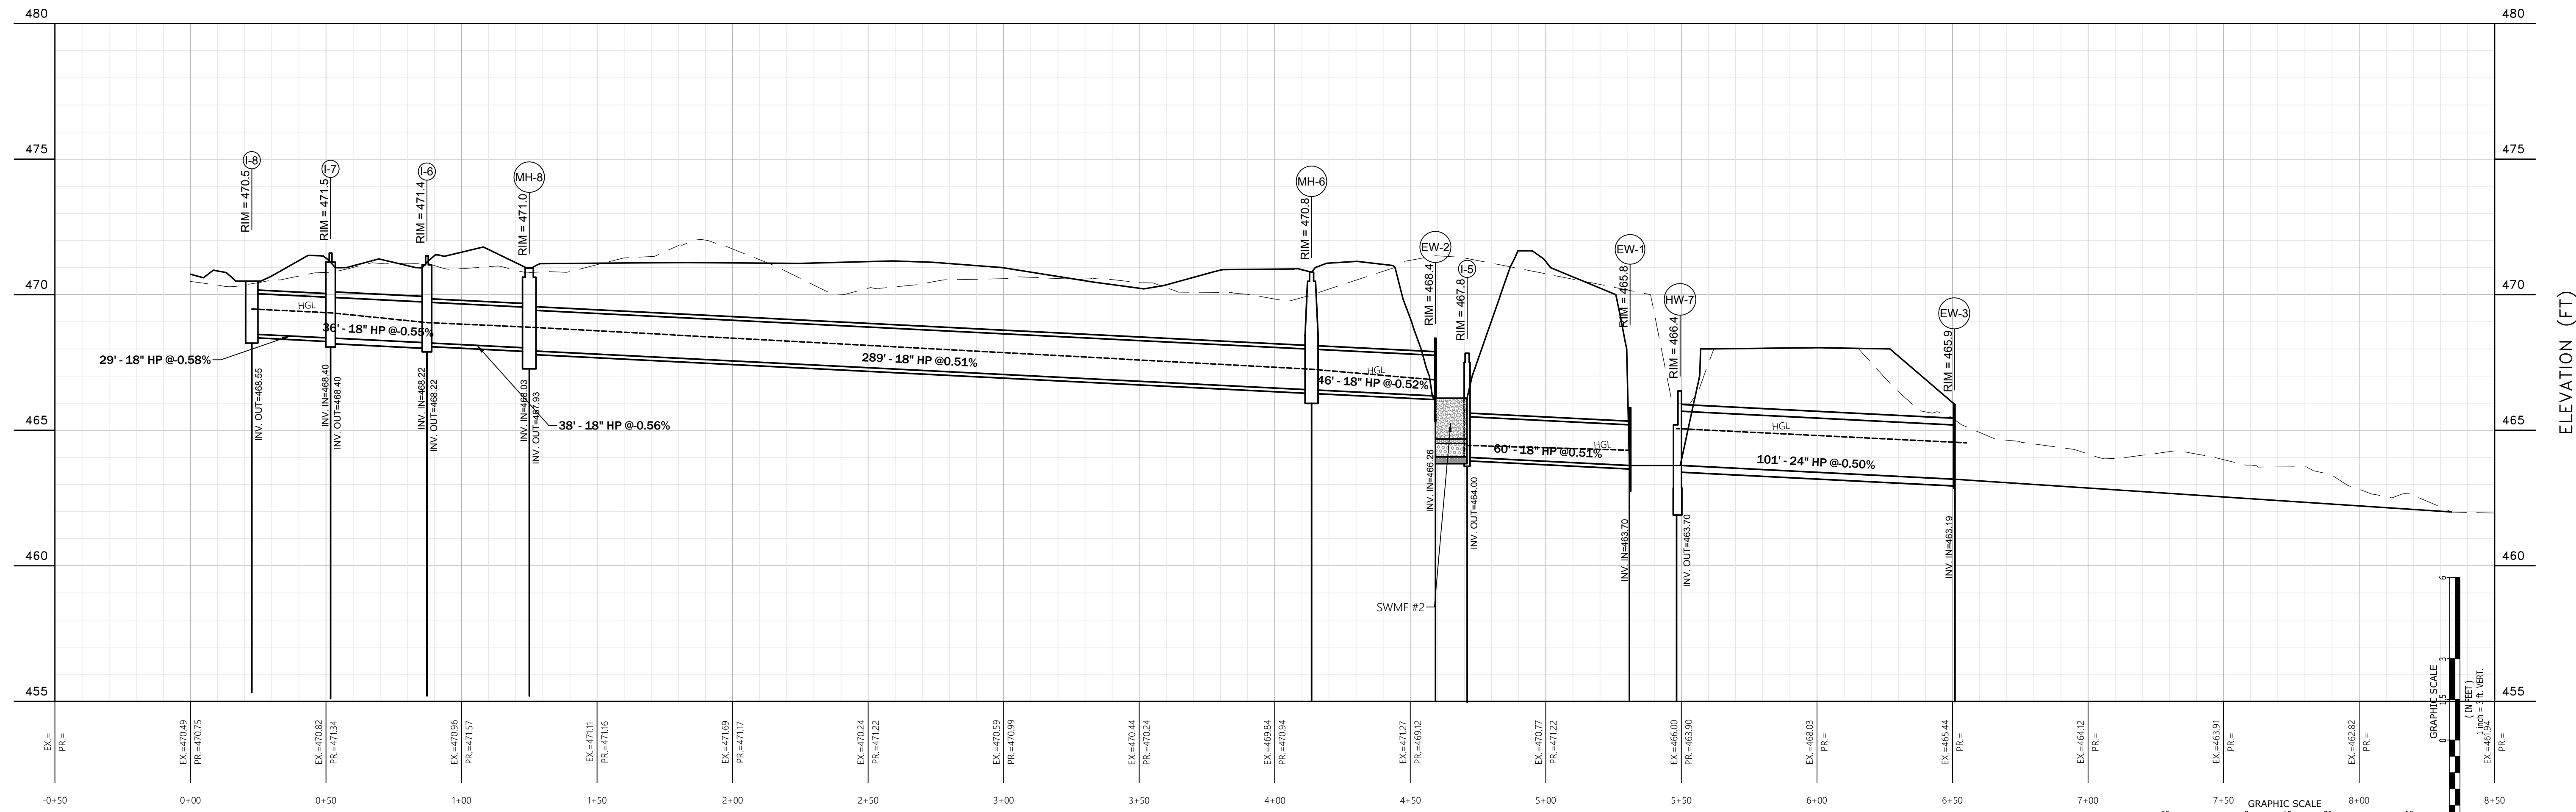 480
480
475
475
470
470
465
465
460
460
455
455
ELEVATION (FT)
I-8
RIM = 470.5
I-7
RIM = 471.5
I-6
RIM = 471.4
MH-8
RIM = 471.0
MH-6
RIM = 470.8
EW-2
RIM = 468.4
I-5
RIM = 467.8
EW-1
RIM = 465.8
HW-7
RIM = 466.4
EW-3
RIM = 465.9
HGL
HGL
HGL
HGL
29' - 18" HP @-0.58%
36' - 18" HP @-0.55%
38' - 18" HP @-0.56%
289' - 18" HP @0.51%
46' - 18" HP @-0.52%
60' - 18" HP @0.51%
101' - 24" HP @-0.50%
INV. OUT=468.55
INV. IN=468.40
INV. OUT=468.40
INV. IN=468.22
INV. OUT=468.22
INV. IN=468.03
INV. OUT=467.93
INV. IN=466.26
INV. OUT=464.00
INV. IN=463.70
INV. OUT=463.70
INV. IN=463.19
SWMF #2
GRAPHIC SCALE
6
3
1.5
0
( IN FEET )
1 inch = 3 ft. VERT.
EX.=
PR.=
EX.=470.49
PR.=470.75
EX.=470.82
PR.=471.34
EX.=470.96
PR.=471.57
EX.=471.11
PR.=471.16
EX.=471.69
PR.=471.17
EX.=470.24
PR.=471.22
EX.=470.59
PR.=470.99
EX.=470.44
PR.=470.24
EX.=469.84
PR.=470.94
EX.=471.27
PR.=469.12
EX.=470.77
PR.=471.22
EX.=466.00
PR.=463.90
EX.=468.03
PR.=
EX.=465.44
PR.=
EX.=464.12
PR.=
EX.=463.91
PR.=
EX.=462.82
PR.=
EX.=461.94
PR.=
-0+50
0+00
0+50
1+00
1+50
2+00
2+50
3+00
3+50
4+00
4+50
5+00
5+50
6+00
6+50
7+00
7+50
8+00
8+50
GRAPHIC SCALE